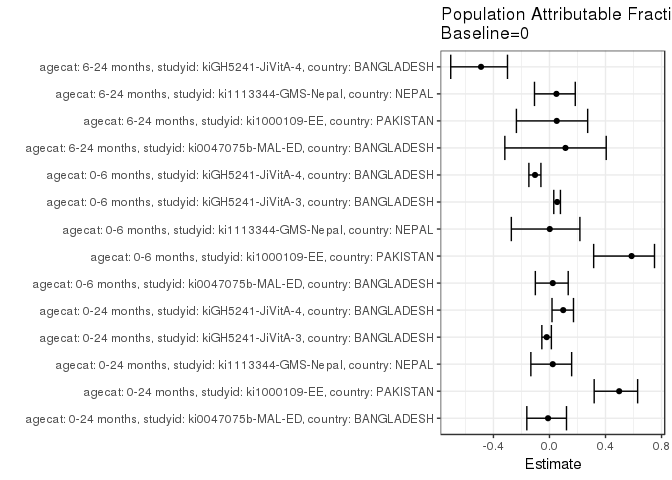 Population Attributable Fracti
Baseline=0
agecat: 6-24 months, studyid: kiGH5241-JiVitA-4, country: BANGLADESH
agecat: 6-24 months, studyid: ki1113344-GMS-Nepal, country: NEPAL
agecat: 6-24 months, studyid: ki1000109-EE, country: PAKISTAN
agecat: 6-24 months, studyid: ki0047075b-MAL-ED, country: BANGLADESH
agecat: 0-6 months, studyid: kiGH5241-JiVitA-4, country: BANGLADESH
agecat: 0-6 months, studyid: kiGH5241-JiVitA-3, country: BANGLADESH
agecat: 0-6 months, studyid: ki1113344-GMS-Nepal, country: NEPAL
agecat: 0-6 months, studyid: ki1000109-EE, country: PAKISTAN
agecat: 0-6 months, studyid: ki0047075b-MAL-ED, country: BANGLADESH
agecat: 0-24 months, studyid: kiGH5241-JiVitA-4, country: BANGLADESH
agecat: 0-24 months, studyid: kiGH5241-JiVitA-3, country: BANGLADESH
agecat: 0-24 months, studyid: ki1113344-GMS-Nepal, country: NEPAL
agecat: 0-24 months, studyid: ki1000109-EE, country: PAKISTAN
agecat: 0-24 months, studyid: ki0047075b-MAL-ED, country: BANGLADESH
-0.4 0.0 0.4 0.8
Estimate